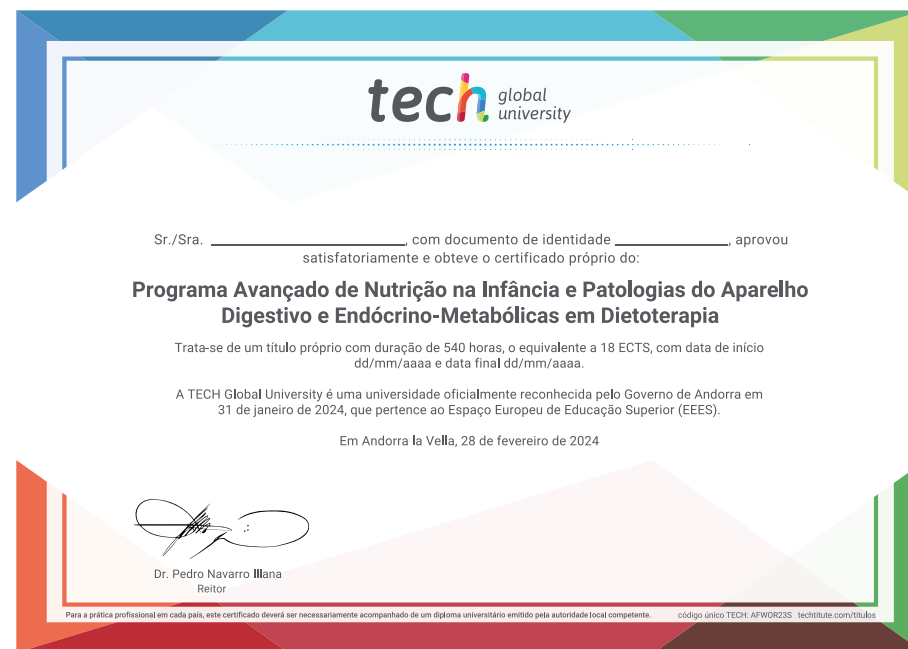 tech global university
Sr./Sra. ____________________, com documento de identidade ____________, aprovou
satisfatoriamente e obteve o certificado próprio do:
Programa Avançado de Nutrição na Infância e Patologias do Aparelho
Digestivo e Endócrino-Metabólicas em Dietoterapia
Trata-se de um título próprio com duração de 540 horas, o equivalente a 18 ECTS, com data de início
dd/mm/aaaa e data final dd/mm/aaaa.
A TECH Global University é uma universidade oficialmente reconhecida pelo Governo de Andorra em
31 de janeiro de 2024, que pertence ao Espaço Europeu de Educação Superior (EEES).
Em Andorra la Vella, 28 de fevereiro de 2024
Dr. Pedro Navarro Illana
Reitor
Para a prática profissional em cada país, este certificado deverá ser necessariamente acompanhado de um diploma universitário emitido pela autoridade local competente.
código único TECH: AFWOR23S techtitute.com/titulos